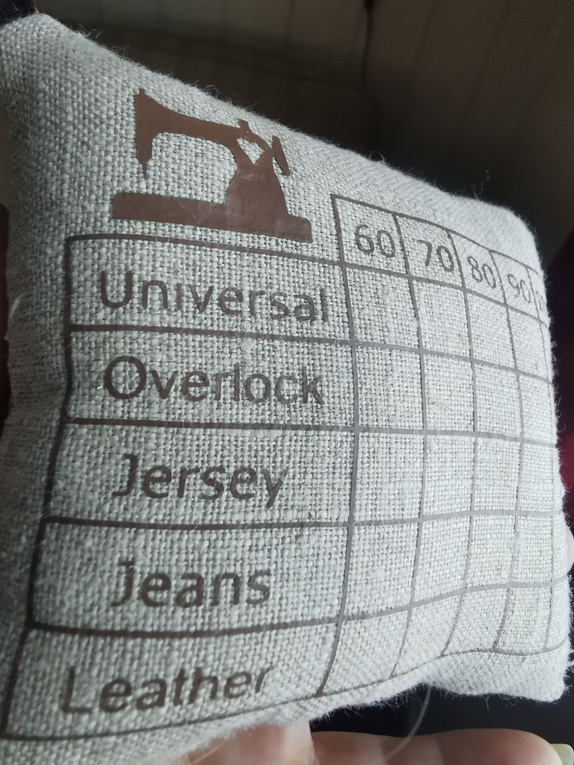 60 70 80 90
Universal
Overlock
Jersey
Jeans
Leather